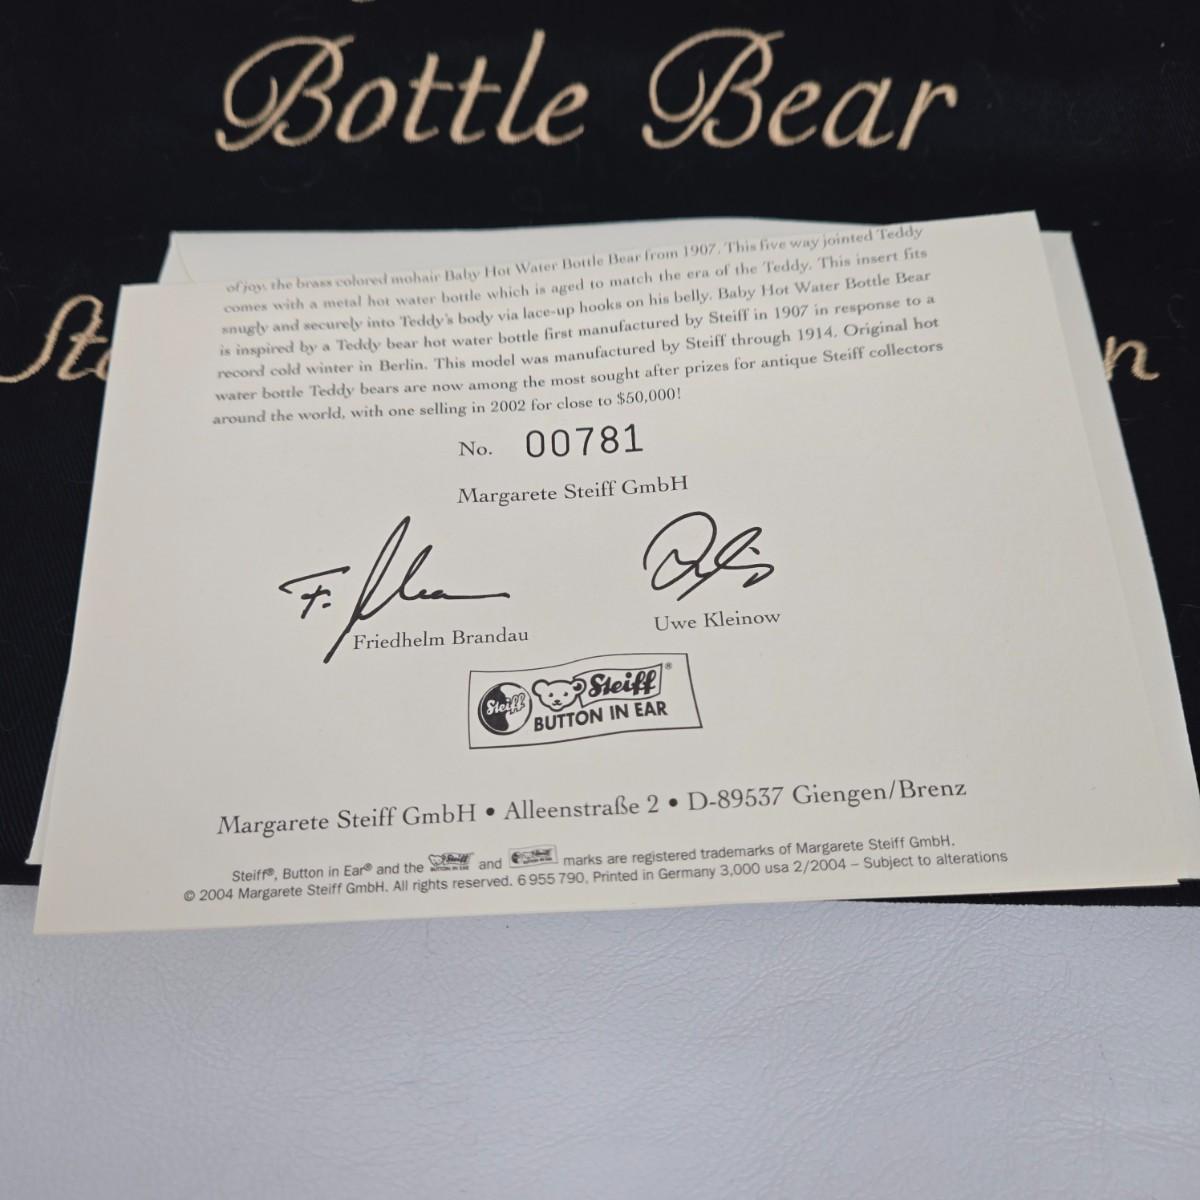 Bottle Bear
of joy, the brass colored mohair Baby Hot Water Bottle Bear from 1907. This five way jointed Teddy
comes with a metal hot water bottle which is aged to match the era of the Teddy. This insert fits
snugly and securely into Teddy's body via lace-up hooks on his belly. Baby Hot Water Bottle Bear
is inspired by a Teddy bear hot water bottle first manufactured by Steiff in 1907 in response to a
record cold winter in Berlin. This model was manufactured by Steiff through 1914. Original hot
water bottle Teddy bears are now among the most sought after prizes for antique Steiff collectors
around the world, with one selling in 2002 for close to $50,000!
No. 00781
Margarete Steiff GmbH
Friedhelm Brandau
Uwe Kleinow
Steiff
Steiff®
BUTTON IN EAR
Margarete Steiff GmbH • Alleenstraße 2 • D-89537 Giengen/Brenz
Steiff®, Button in Ear® and the Steiff BUTTON IN EAR and marks are registered trademarks of Margarete Steiff GmbH.
© 2004 Margarete Steiff GmbH. All rights reserved. 6 955 790, Printed in Germany 3,000 usa 2/2004 – Subject to alterations